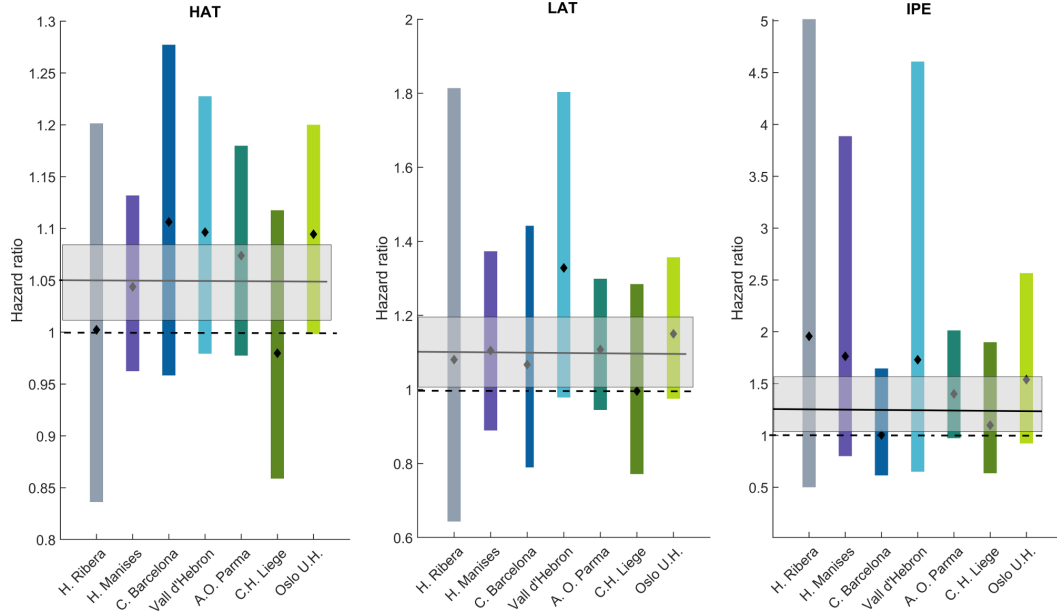 HAT
Hazard ratio
1.3
1.25
1.2
1.15
1.1
1.05
1
0.95
0.9
0.85
0.8
H. Ribera
H. Manises
C. Barcelona
Vall d'Hebron
A.O. Parma
C.H. Liege
Oslo U.H.
LAT
Hazard ratio
2
1.8
1.6
1.4
1.2
1
0.8
0.6
H. Ribera
H. Manises
C. Barcelona
Vall d'Hebron
A. O. Parma
C.H. Liege
Oslo U.H.
IPE
Hazard ratio
5
4.5
4
3.5
3
2.5
2
1.5
1
0.5
H. Ribera
H. Manises
C. Barcelona
Vall d'Hebron
A. O. Parma
C. H. Liege
Oslo U.H.